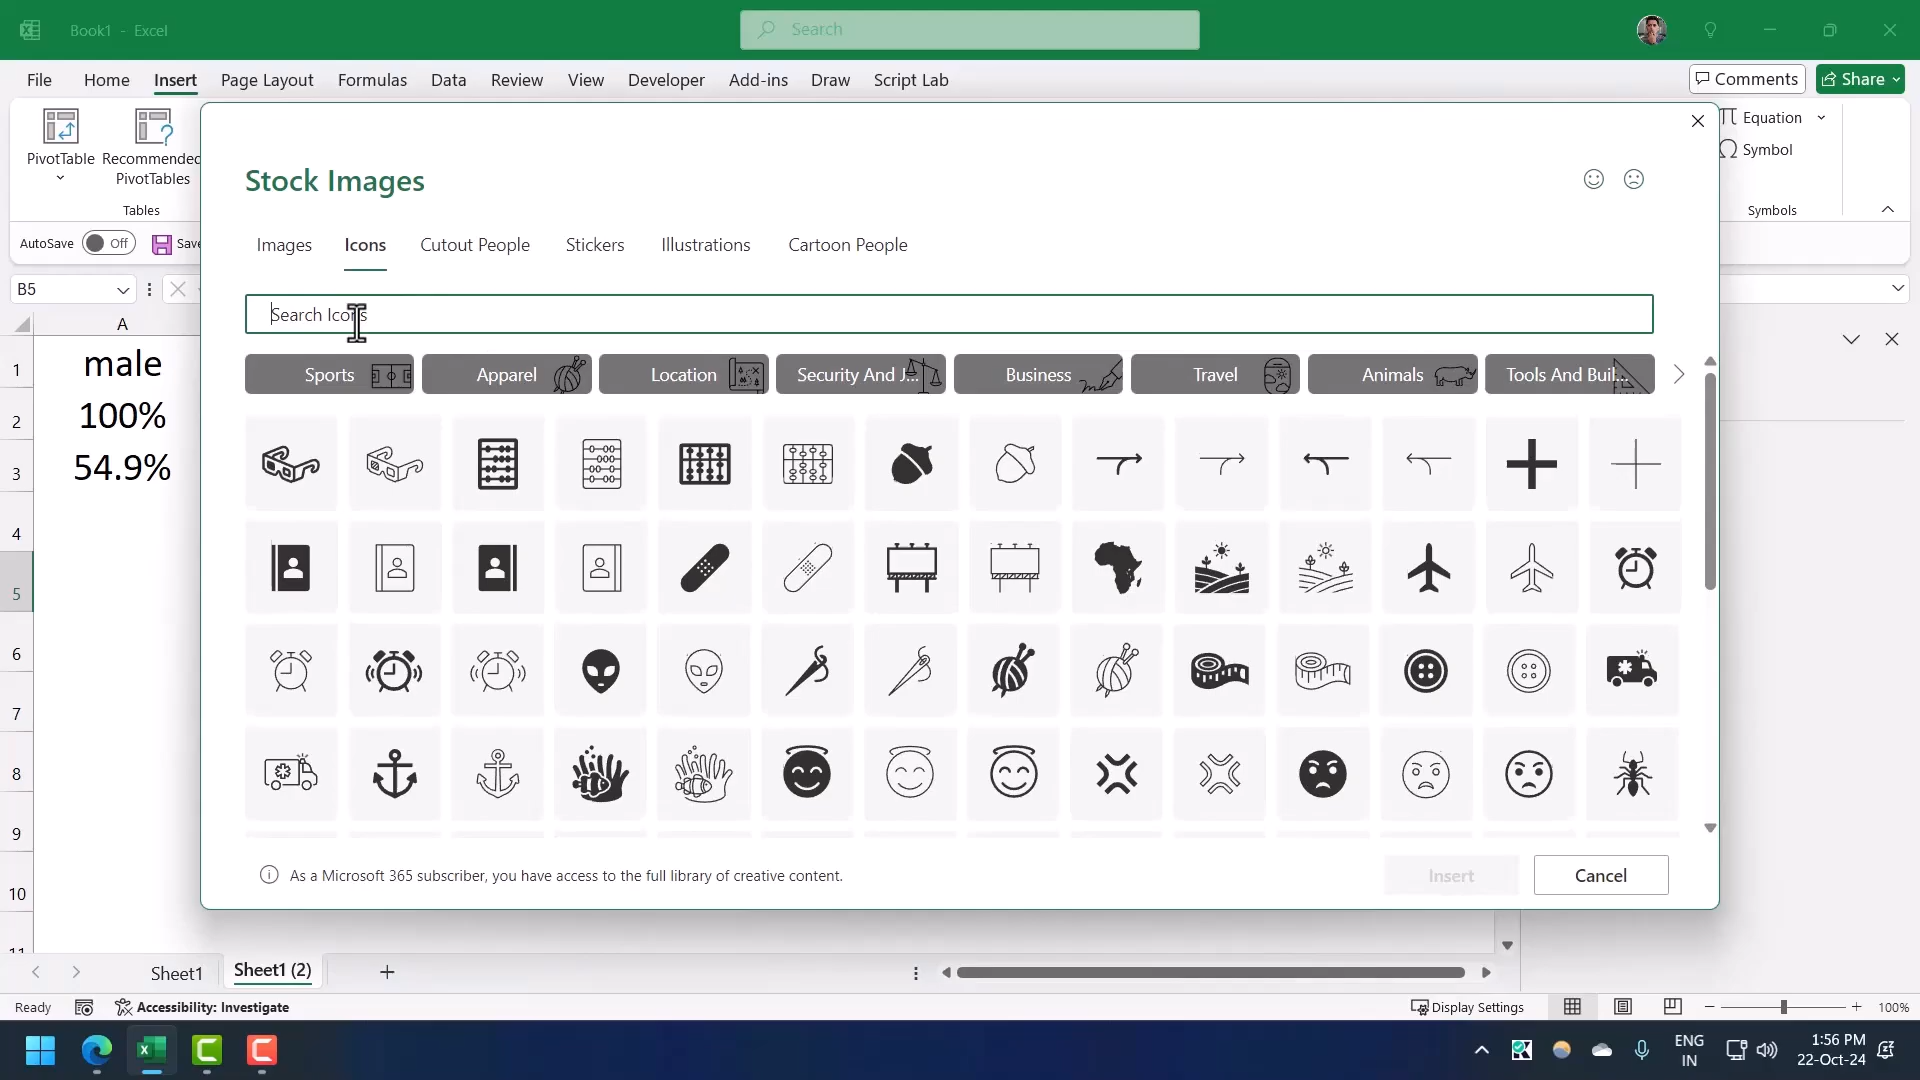 Book1 - Excel
Search
File Home Insert Page Layout Formulas Data Review View Developer Add-ins Draw Script Lab
Comments
Share
PivotTable
Recommended PivotTables
Tables
Equation
Symbol
Symbols
AutoSave Off
Save
B5
Stock Images
Images Icons Cutout People Stickers Illustrations Cartoon People
Search Icons
Sports Apparel Location Security And J... Business Travel Animals Tools And Buil...
As a Microsoft 365 subscriber, you have access to the full library of creative content.
Insert
Cancel
A
1 male
2 100%
3 54.9%
4
5
6
7
8
9
10
11
Sheet1 Sheet1 (2)
Ready
Accessibility: Investigate
Display Settings
100%
ENG
IN
1:56 PM
22-Oct-24